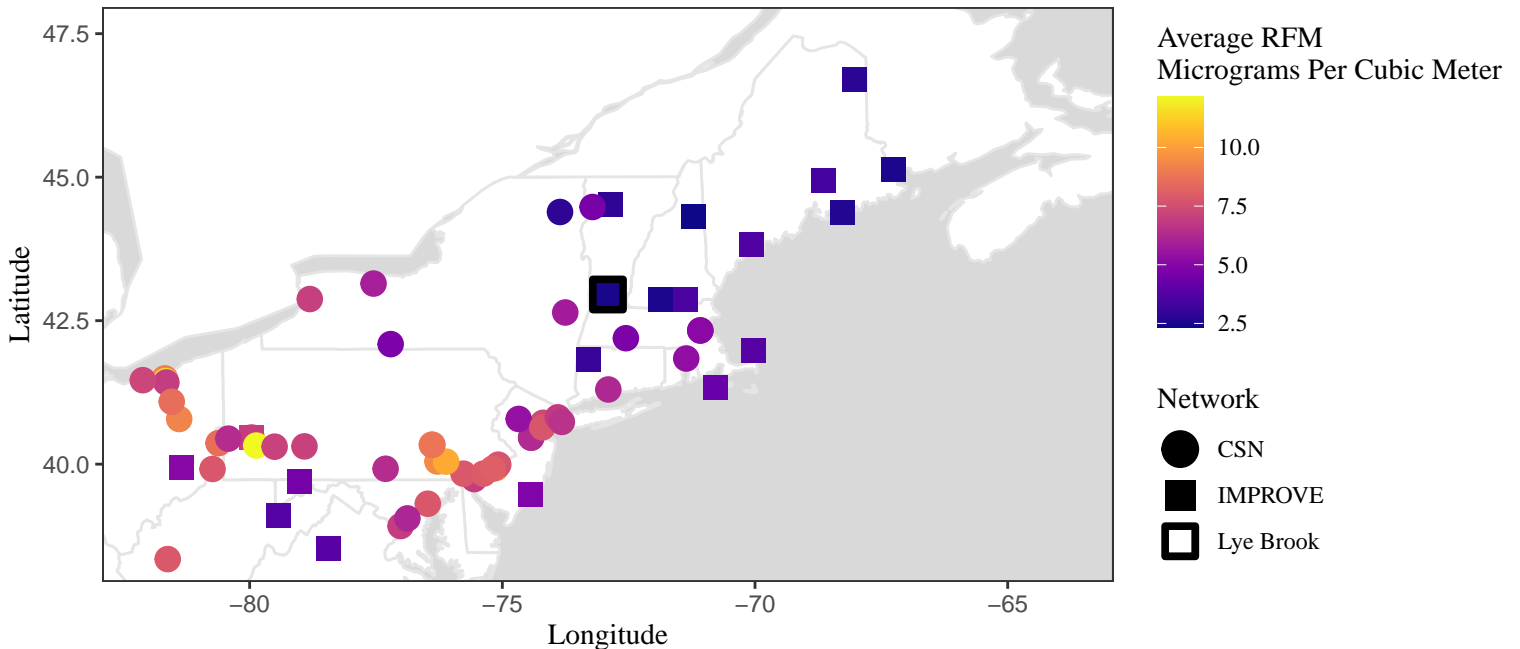 47.5
45.0
42.5
40.0
Latitude
−80
−75
−70
−65
Longitude
Average RFM
Micrograms Per Cubic Meter
10.0
7.5
5.0
2.5
Network
CSN
IMPROVE
Lye Brook